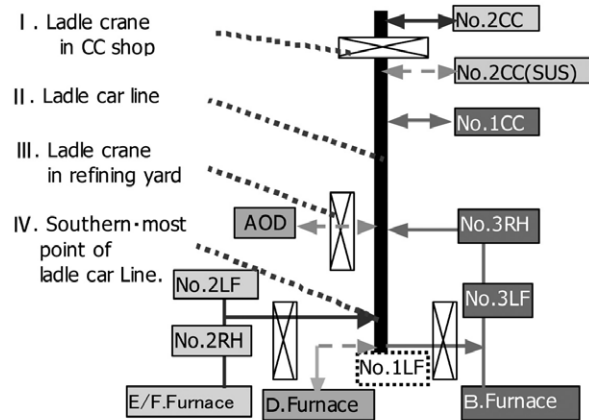 Ⅰ. Ladle crane
in CC shop
Ⅱ. Ladle car line
Ⅲ. Ladle crane
in refining yard
Ⅳ. Southern·most
point of
ladle car Line.
No.2CC
No.2CC(SUS)
No.1CC
AOD
No.3RH
No.2LF
No.3LF
No.2RH
No.1LF
E/F.Furnace
D.Furnace
B.Furnace